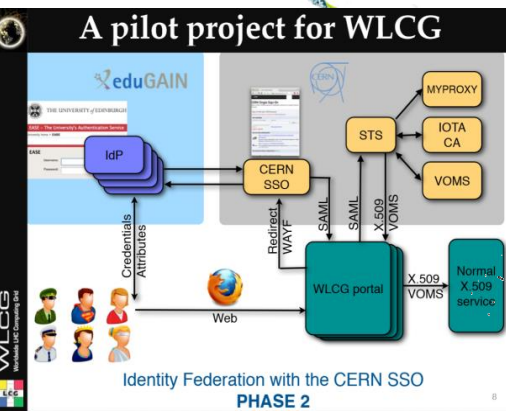 A pilot project for WLCG
eduGAIN
CERN
THE UNIVERSITY of EDINBURGH
EASE - The University's Authentication Service
EASE
IdP
CERN
SSO
MYPROXY
STS
IOTA
CA
VOMS
Credentials
Attributes
Redirect
WAYF
SAML
SAML
X.509
VOMS
WLCG portal
X.509
VOMS
Normal
X.509
service
Web
WLCG
Worldwide LHC Computing Grid
LCG
Identity Federation with the CERN SSO
PHASE 2
8